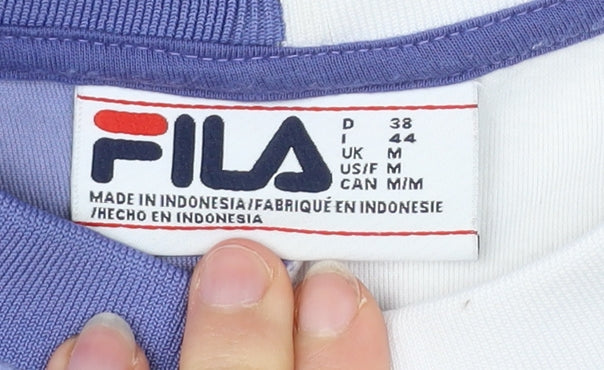 FILA
D 38
I 44
UK M
US/F M
CAN M/M
MADE IN INDONESIA/FABRIQUÉ EN INDONESIE
/HECHO EN INDONESIA